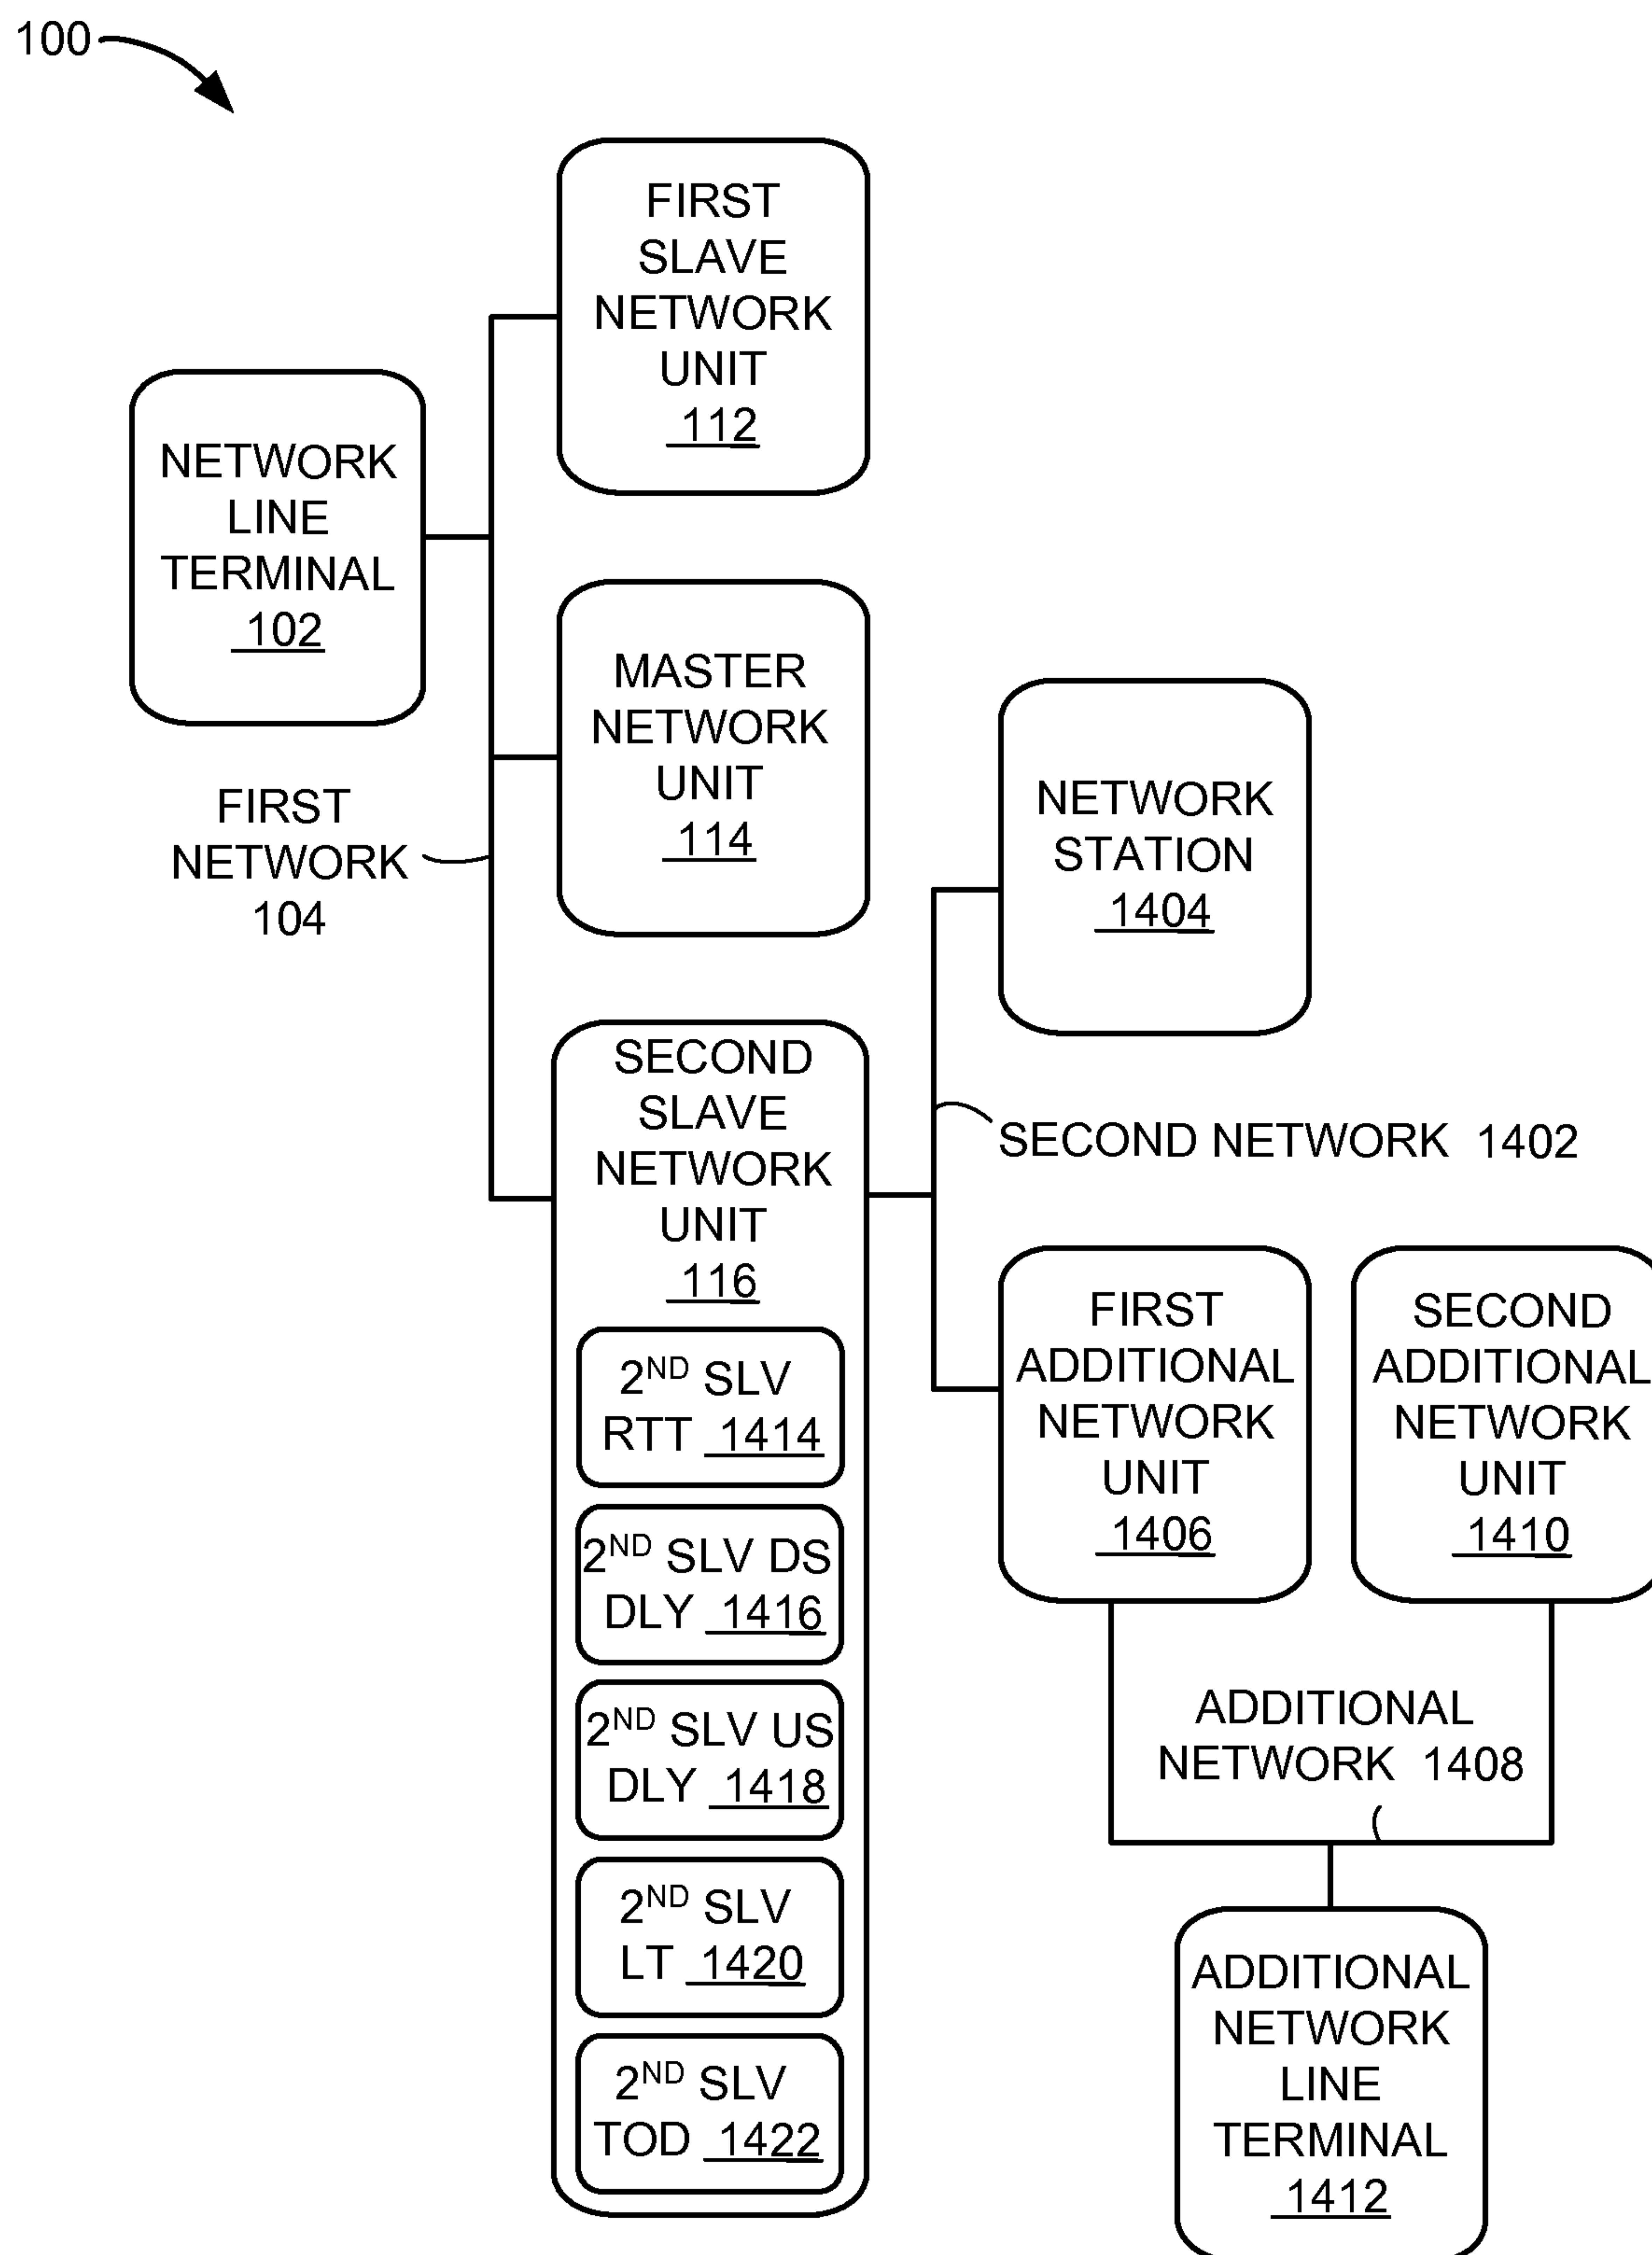 100
FIRST
SLAVE
NETWORK
UNIT
112
NETWORK
LINE
TERMINAL
102
FIRST
NETWORK
104
MASTER
NETWORK
UNIT
114
SECOND
SLAVE
NETWORK
UNIT
116
2ND SLV
RTT 1414
2ND SLV DS
DLY 1416
2ND SLV US
DLY 1418
2ND SLV
LT 1420
2ND SLV
TOD 1422
NETWORK
STATION
1404
SECOND NETWORK 1402
FIRST
ADDITIONAL
NETWORK
UNIT
1406
SECOND
ADDITIONAL
NETWORK
UNIT
1410
ADDITIONAL
NETWORK 1408
ADDITIONAL
NETWORK
LINE
TERMINAL
1412